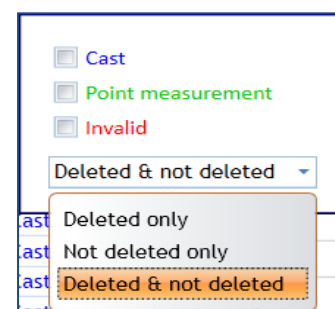 Cast
Point measurement
Invalid
Deleted & not deleted
Deleted only
Not deleted only
Deleted & not deleted